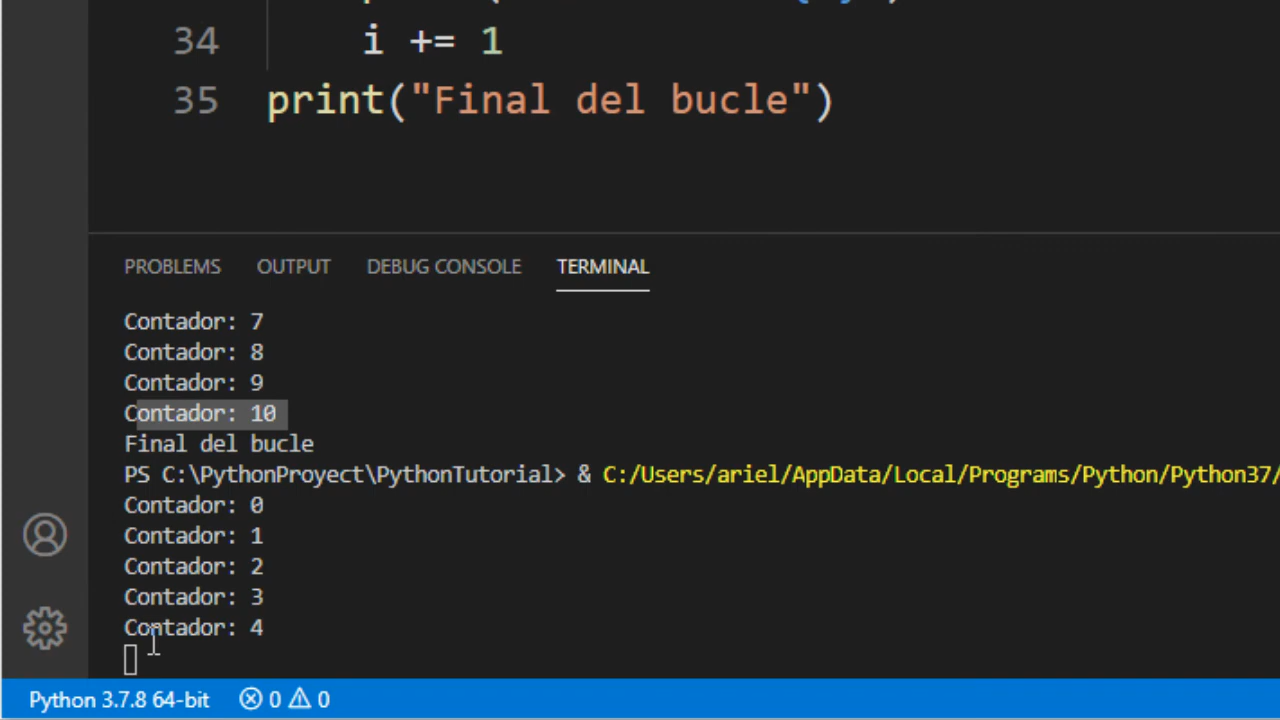 34 i += 1
35 print("Final del bucle")
PROBLEMS OUTPUT DEBUG CONSOLE TERMINAL
Contador: 7
Contador: 8
Contador: 9
Contador: 10
Final del bucle
PS C:\PythonProyect\PythonTutorial> & C:/Users/ariel/AppData/Local/Programs/Python/Python37/
Contador: 0
Contador: 1
Contador: 2
Contador: 3
Contador: 4
Python 3.7.8 64-bit 0 0